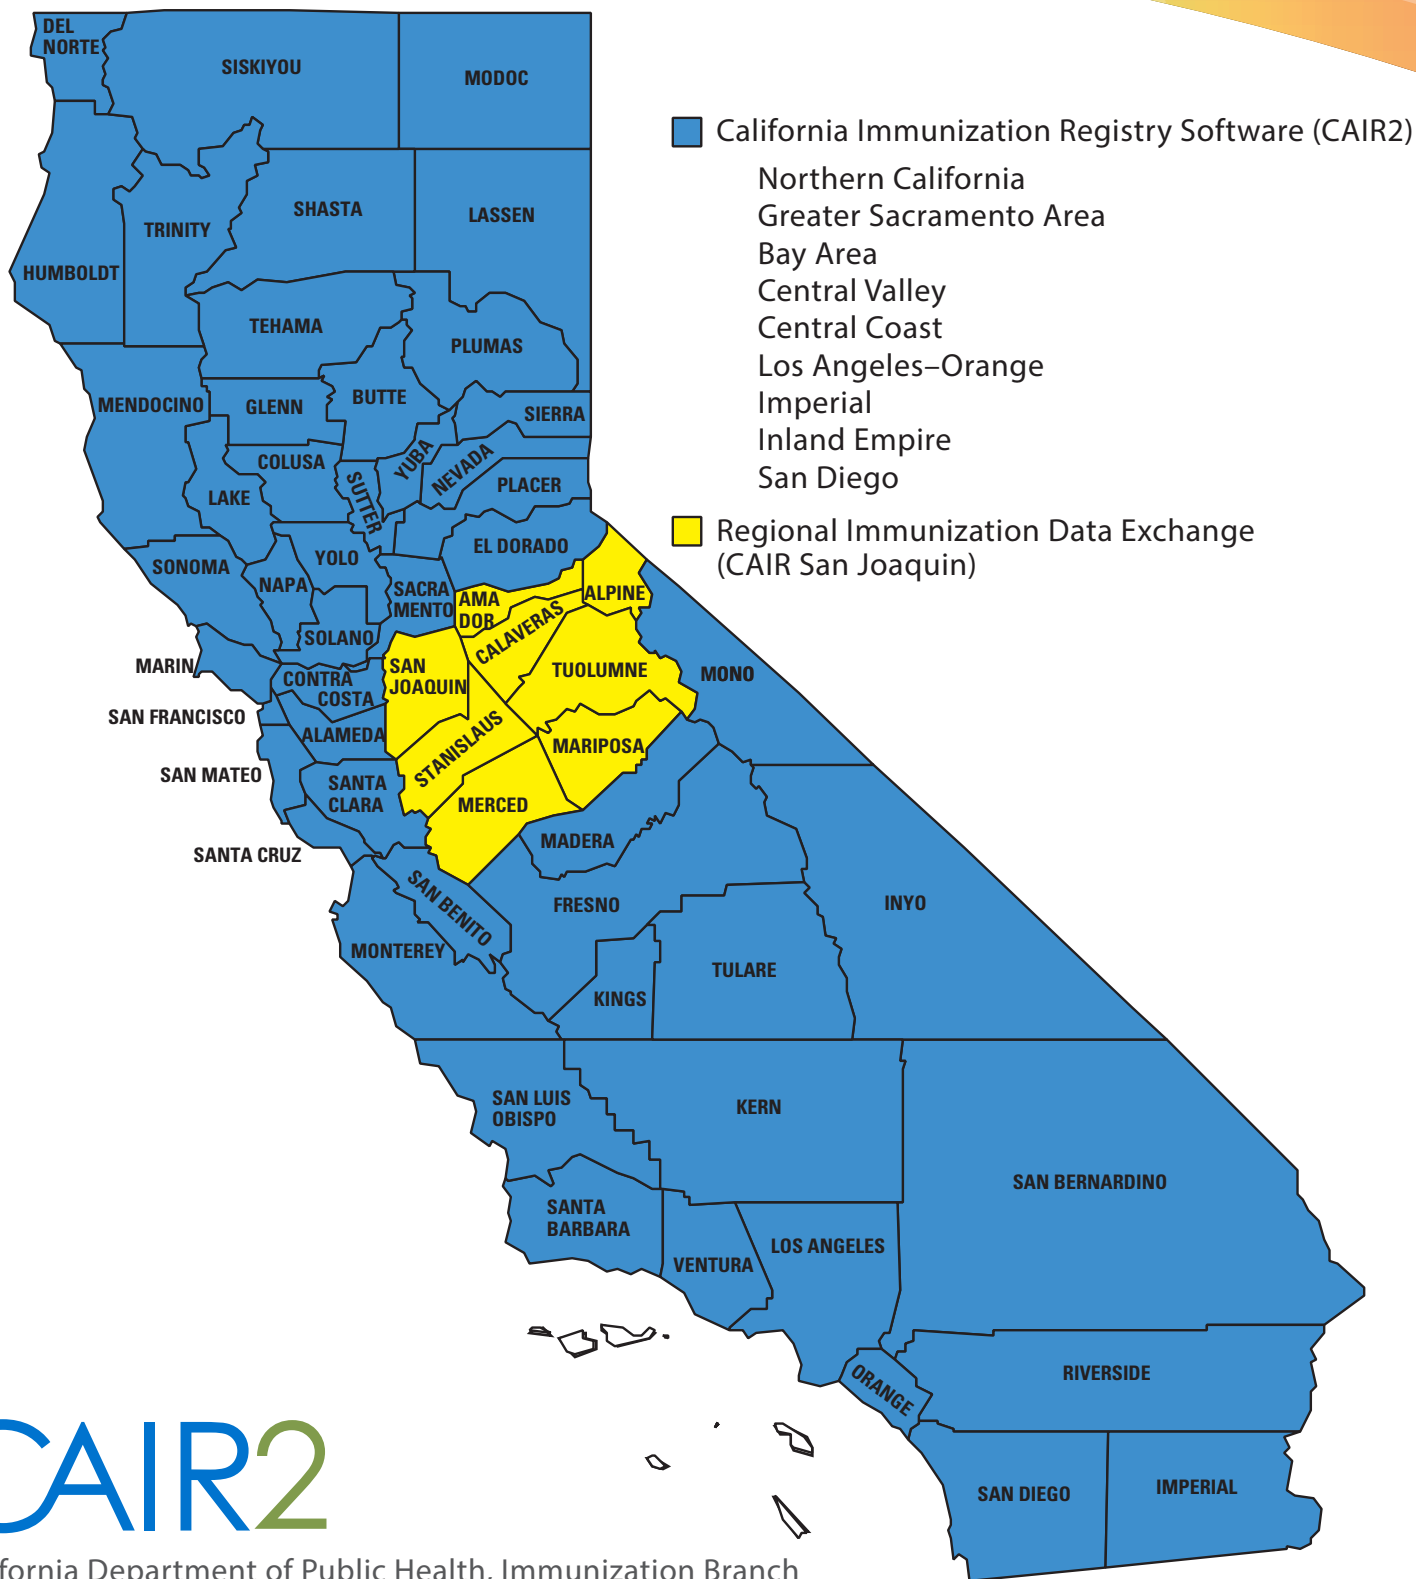 DEL
NORTE
SISKIYOU
MODOC
HUMBOLDT
TRINITY
SHASTA
LASSEN
TEHAMA
PLUMAS
MENDOCINO
GLENN
BUTTE
SIERRA
COLUSA
YUBA
NEVADA
LAKE
SUTTER
PLACER
SONOMA
NAPA
YOLO
EL DORADO
SACRA
MENTO
AMA
DOR
ALPINE
SOLANO
CALAVERAS
MARIN
CONTRA
COSTA
SAN
JOAQUIN
TUOLUMNE
MONO
SAN FRANCISCO
ALAMEDA
STANISLAUS
MARIPOSA
SAN MATEO
SANTA
CLARA
MERCED
SANTA CRUZ
MADERA
SAN BENITO
FRESNO
INYO
MONTEREY
KINGS
TULARE
SAN LUIS
OBISPO
KERN
SAN BERNARDINO
SANTA
BARBARA
VENTURA
LOS ANGELES
ORANGE
RIVERSIDE
SAN DIEGO
IMPERIAL
California Immunization Registry Software (CAIR2)
Northern California
Greater Sacramento Area
Bay Area
Central Valley
Central Coast
Los Angeles–Orange
Imperial
Inland Empire
San Diego
Regional Immunization Data Exchange
(CAIR San Joaquin)
CAIR2
ifornia Department of Public Health, Immunization Branch